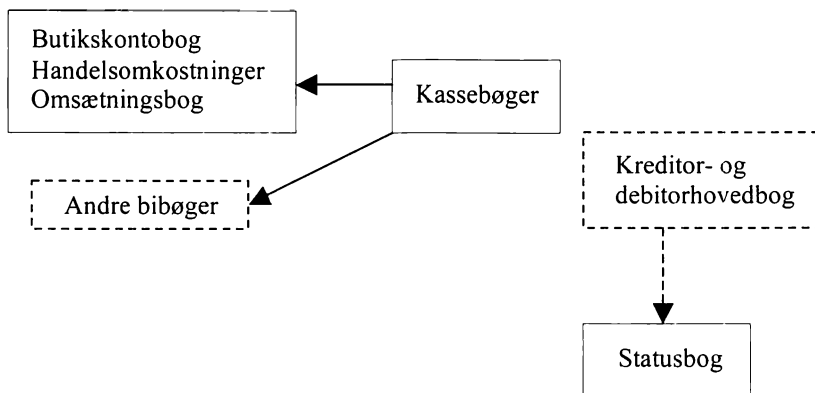 Butikskontobog
Handelsomkostninger
Omsætningsbog
Kassebøger
Kreditor- og
debitorhovedbog
Andre bibøger
Statusbog